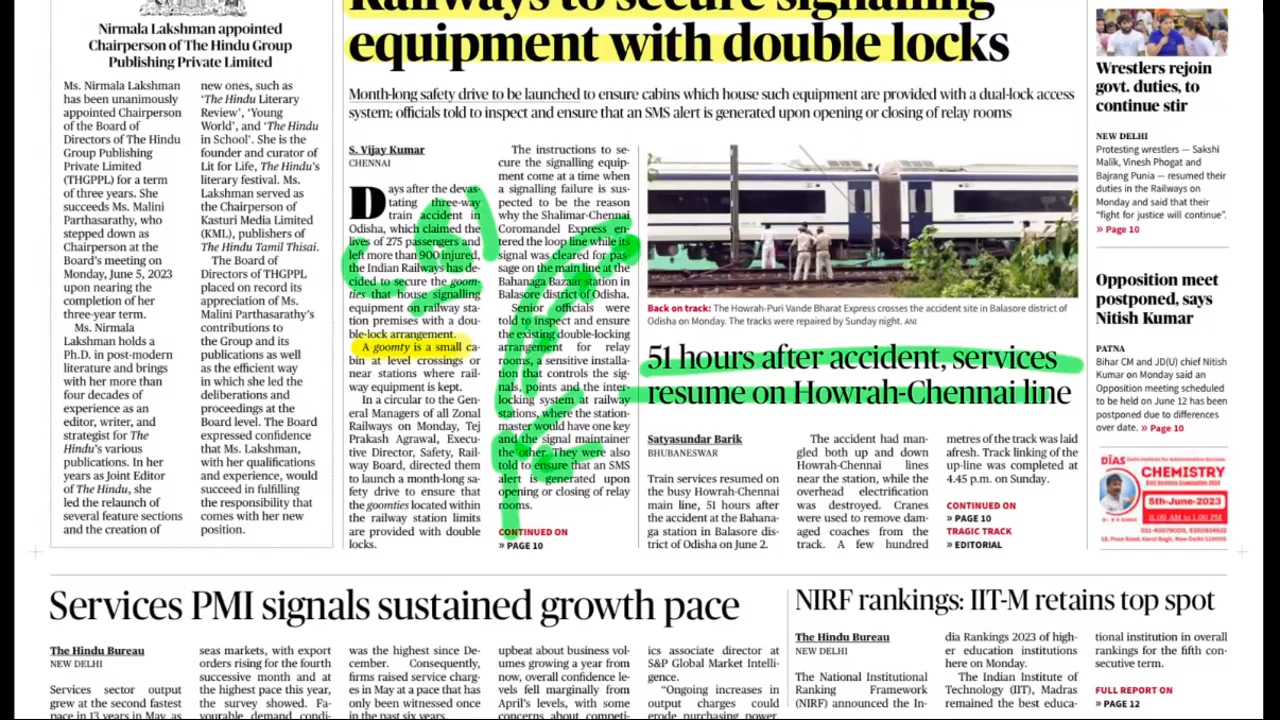 Nirmala Lakshman appointed
Chairperson of The Hindu Group
Publishing Private Limited
Ms. Nirmala Lakshman
has been unanimously
appointed Chairperson
of the Board of
Directors of The Hindu
Group Publishing
Private Limited
(THGPPL) for a term
of three years. She
succeeds Ms. Malini
Parthasarathy, who
stepped down as
Chairperson at the
Board's meeting on
Monday, June 5, 2023
upon nearing the
completion of her
three-year term.
Ms. Nirmala
Lakshman holds a
Ph.D. in post-modern
literature and brings
with her more than
four decades of
experience as an
editor, writer, and
strategist for The
Hindu's various
publications. In her
years as Joint Editor
of The Hindu, she
led the relaunch of
several feature sections
and the creation of
new ones, such as
'The Hindu Literary
Review', 'Young
World', and 'The Hindu
in School'. She is the
founder and curator of
Lit for Life, The Hindu's
literary festival. Ms.
Lakshman served as
the Chairperson of
Kasturi Media Limited
(KML), publishers of
The Hindu Tamil Thisai.
The Board of
Directors of THGPPL
placed on record its
appreciation of Ms.
Malini Parthasarathy's
contributions to
the Group and its
publications as well
as the efficient way
in which she led the
deliberations and
proceedings at the
Board level. The Board
expressed confidence
that Ms. Lakshman,
with her qualifications
and experience, would
succeed in fulfilling
the responsibility that
comes with her new
position.
Railways to secure signalling
equipment with double locks
Month-long safety drive to be launched to ensure cabins which house such equipment are provided with a dual-lock access
system; officials told to inspect and ensure that an SMS alert is generated upon opening or closing of relay rooms
S. Vijay Kumar
CHENNAI
Days after the devas-
tating three-way
train accident in
Odisha, which claimed the
lives of 275 passengers and
left more than 900 injured,
the Indian Railways has de-
cided to secure the goom-
ties that house signalling
equipment on railway sta-
tion premises with a dou-
ble-lock arrangement.
A goomty is a small ca-
bin at level crossings or
near stations where rail-
way equipment is kept.
In a circular to the Gen-
eral Managers of all Zonal
Railways on Monday, Tej
Prakash Agrawal, Execu-
tive Director, Safety, Rail-
way Board, directed them
to launch a month-long sa-
fety drive to ensure that
the goomties located within
the railway station limits
are provided with double
locks.
The instructions to se-
cure the signalling equip-
ment come at a time when
a signalling failure is sus-
pected to be the reason
why the Shalimar-Chennai
Coromandel Express en-
tered the loop line while its
signal was cleared for pas-
sage on the main line at the
Bahanaga Bazaar station in
Balasore district of Odisha.
Senior officials were
told to inspect and ensure
the existing double-locking
arrangement for relay
rooms, a sensitive installa-
tion that controls the sig-
nals, points and the inter-
locking system at railway
stations, where the station-
master would have one key
and the signal maintainer
the other. They were also
told to ensure that an SMS
alert is generated upon
opening or closing of relay
rooms.
CONTINUED ON
» PAGE 10
Back on track: The Howrah-Puri Vande Bharat Express crosses the accident site in Balasore district of
Odisha on Monday. The tracks were repaired by Sunday night. ANI
51 hours after accident, services
resume on Howrah-Chennai line
Satyasundar Barik
BHUBANESWAR
Train services resumed on
the busy Howrah-Chennai
main line, 51 hours after
the accident at the Bahana-
ga station in Balasore dis-
trict of Odisha on June 2.
The accident had man-
gled both up and down
Howrah-Chennai lines
near the station, while the
overhead electrification
was destroyed. Cranes
were used to remove dam-
aged coaches from the
track. A few hundred
metres of the track was laid
afresh. Track linking of the
up-line was completed at
4.45 p.m. on Sunday.
CONTINUED ON
» PAGE 10
TRAGIC TRACK
» EDITORIAL
Wrestlers rejoin
govt. duties, to
continue stir
NEW DELHI
Protesting wrestlers — Sakshi
Malik, Vinesh Phogat and
Bajrang Punia — resumed their
duties in the Railways on
Monday and said that their
"fight for justice will continue".
» Page 10
Opposition meet
postponed, says
Nitish Kumar
PATNA
Bihar CM and JD(U) chief Nitish
Kumar on Monday said an
Opposition meeting scheduled
to be held on June 12 has been
postponed due to differences
over date. » Page 10
DIAS
CHEMISTRY
5th-June-2023
8.00 AM to 1.00 PM
Services PMI signals sustained growth pace
The Hindu Bureau
NEW DELHI
Services sector output
grew at the second fastest
pace in 13 years in May, as
seas markets, with export
orders rising for the fourth
successive month and at
the highest pace this year,
the survey showed. Fa-
vourable demand condi-
was the highest since De-
cember. Consequently,
firms raised service charg-
es in May at a pace that has
only been witnessed once
in the past six years.
upbeat about business vol-
umes growing a year from
now, overall confidence le-
vels fell marginally from
April's levels, with some
concerns about competi-
ics associate director at
S&P Global Market Intelli-
gence.
"Ongoing increases in
output charges could
erode purchasing power,
NIRF rankings: IIT-M retains top spot
The Hindu Bureau
NEW DELHI
The National Institutional
Ranking Framework
(NIRF) announced the In-
dia Rankings 2023 of high-
er education institutions
here on Monday.
The Indian Institute of
Technology (IIT), Madras
remained the best educa-
tional institution in overall
rankings for the fifth con-
secutive term.
FULL REPORT ON
» PAGE 12